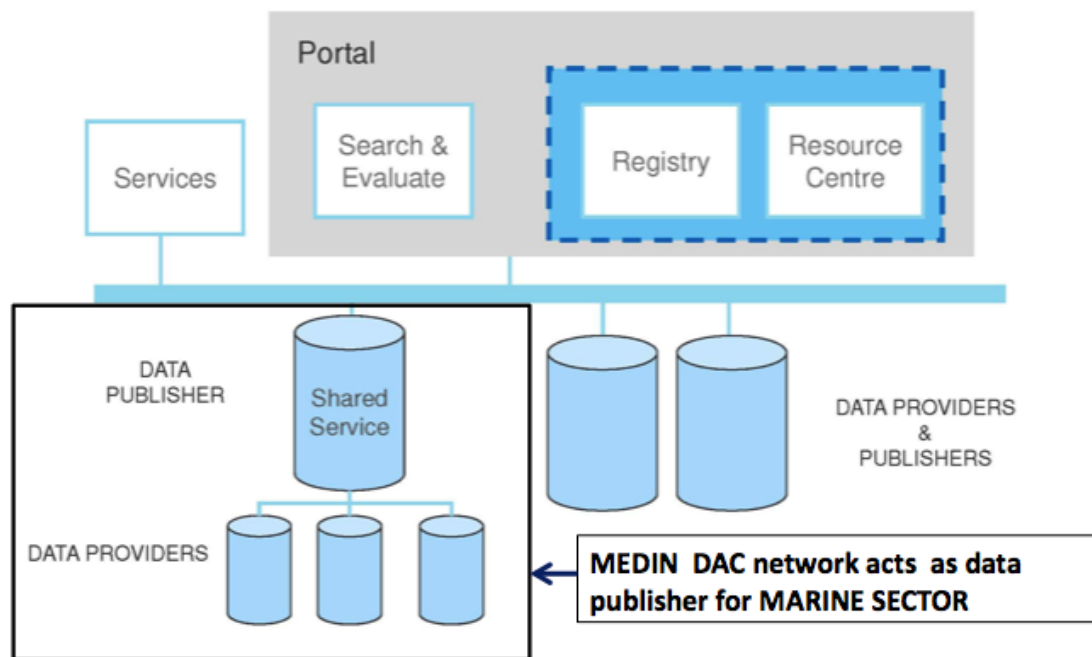 Portal
Services
Search &
Evaluate
Registry
Resource
Centre
DATA
PUBLISHER
Shared
Service
DATA PROVIDERS
&
PUBLISHERS
DATA PROVIDERS
MEDIN DAC network acts as data
publisher for MARINE SECTOR